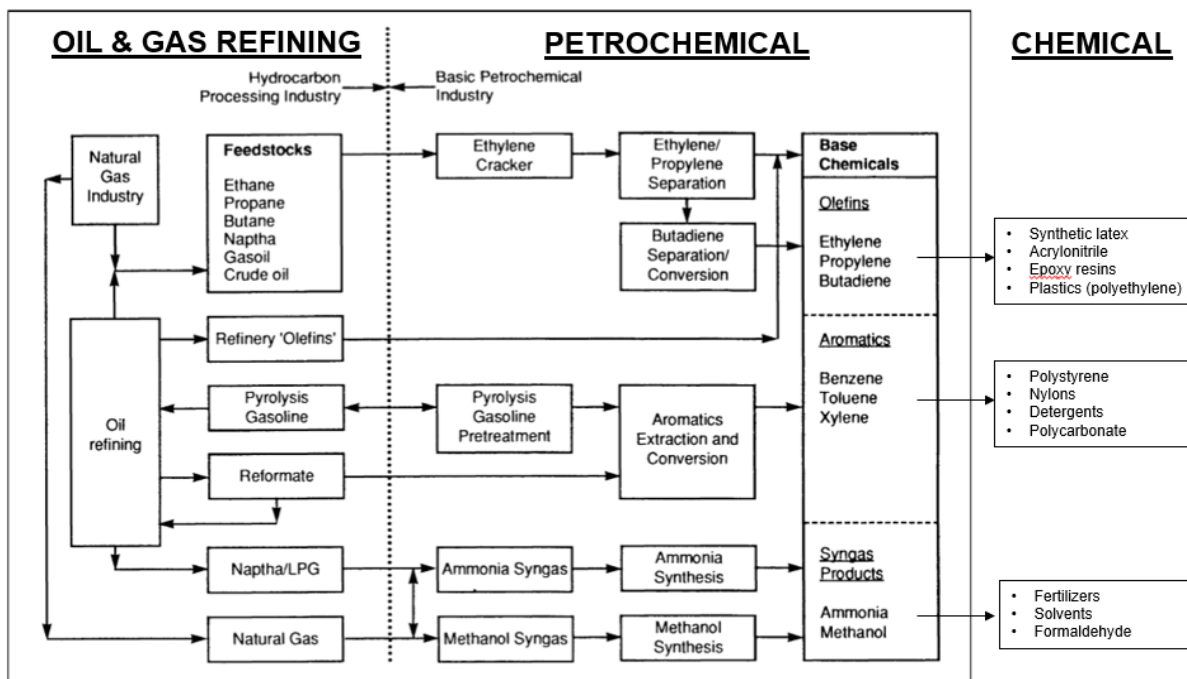 OIL & GAS REFINING
PETROCHEMICAL
CHEMICAL
Hydrocarbon
Processing Industry
Basic Petrochemical
Industry
Natural
Gas
Industry
Feedstocks
Ethane
Propane
Butane
Naptha
Gasoil
Crude oil
Ethylene
Cracker
Ethylene/
Propylene
Separation
Butadiene
Separation/
Conversion
Base
Chemicals
Olefins
Ethylene
Propylene
Butadiene
• Synthetic latex
• Acrylonitrile
• Epoxy resins
• Plastics (polyethylene)
Oil
refining
Refinery 'Olefins'
Pyrolysis
Gasoline
Pyrolysis
Gasoline
Pretreatment
Aromatics
Extraction and
Conversion
Reformate
Aromatics
Benzene
Toluene
Xylene
• Polystyrene
• Nylons
• Detergents
• Polycarbonate
Naptha/LPG
Ammonia Syngas
Ammonia
Synthesis
Natural Gas
Methanol Syngas
Methanol
Synthesis
Syngas
Products
Ammonia
Methanol
• Fertilizers
• Solvents
• Formaldehyde